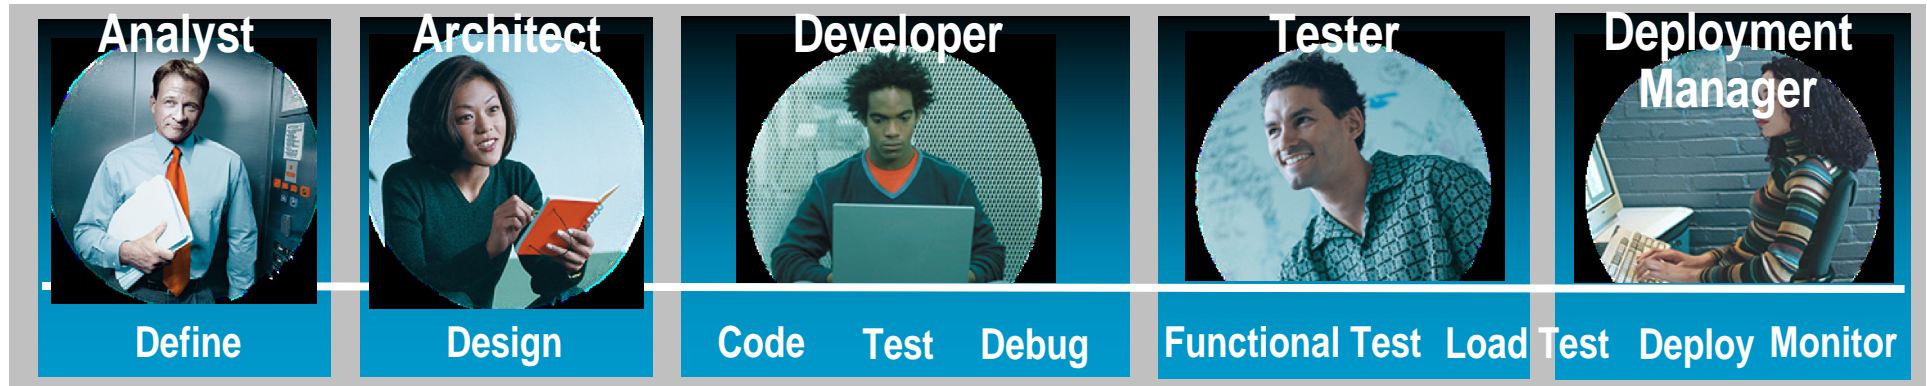 Analyst
Architect
Developer
Tester
Deployment
Manager
Define
Design
Code Test Debug
Functional Test Load Test Deploy Monitor